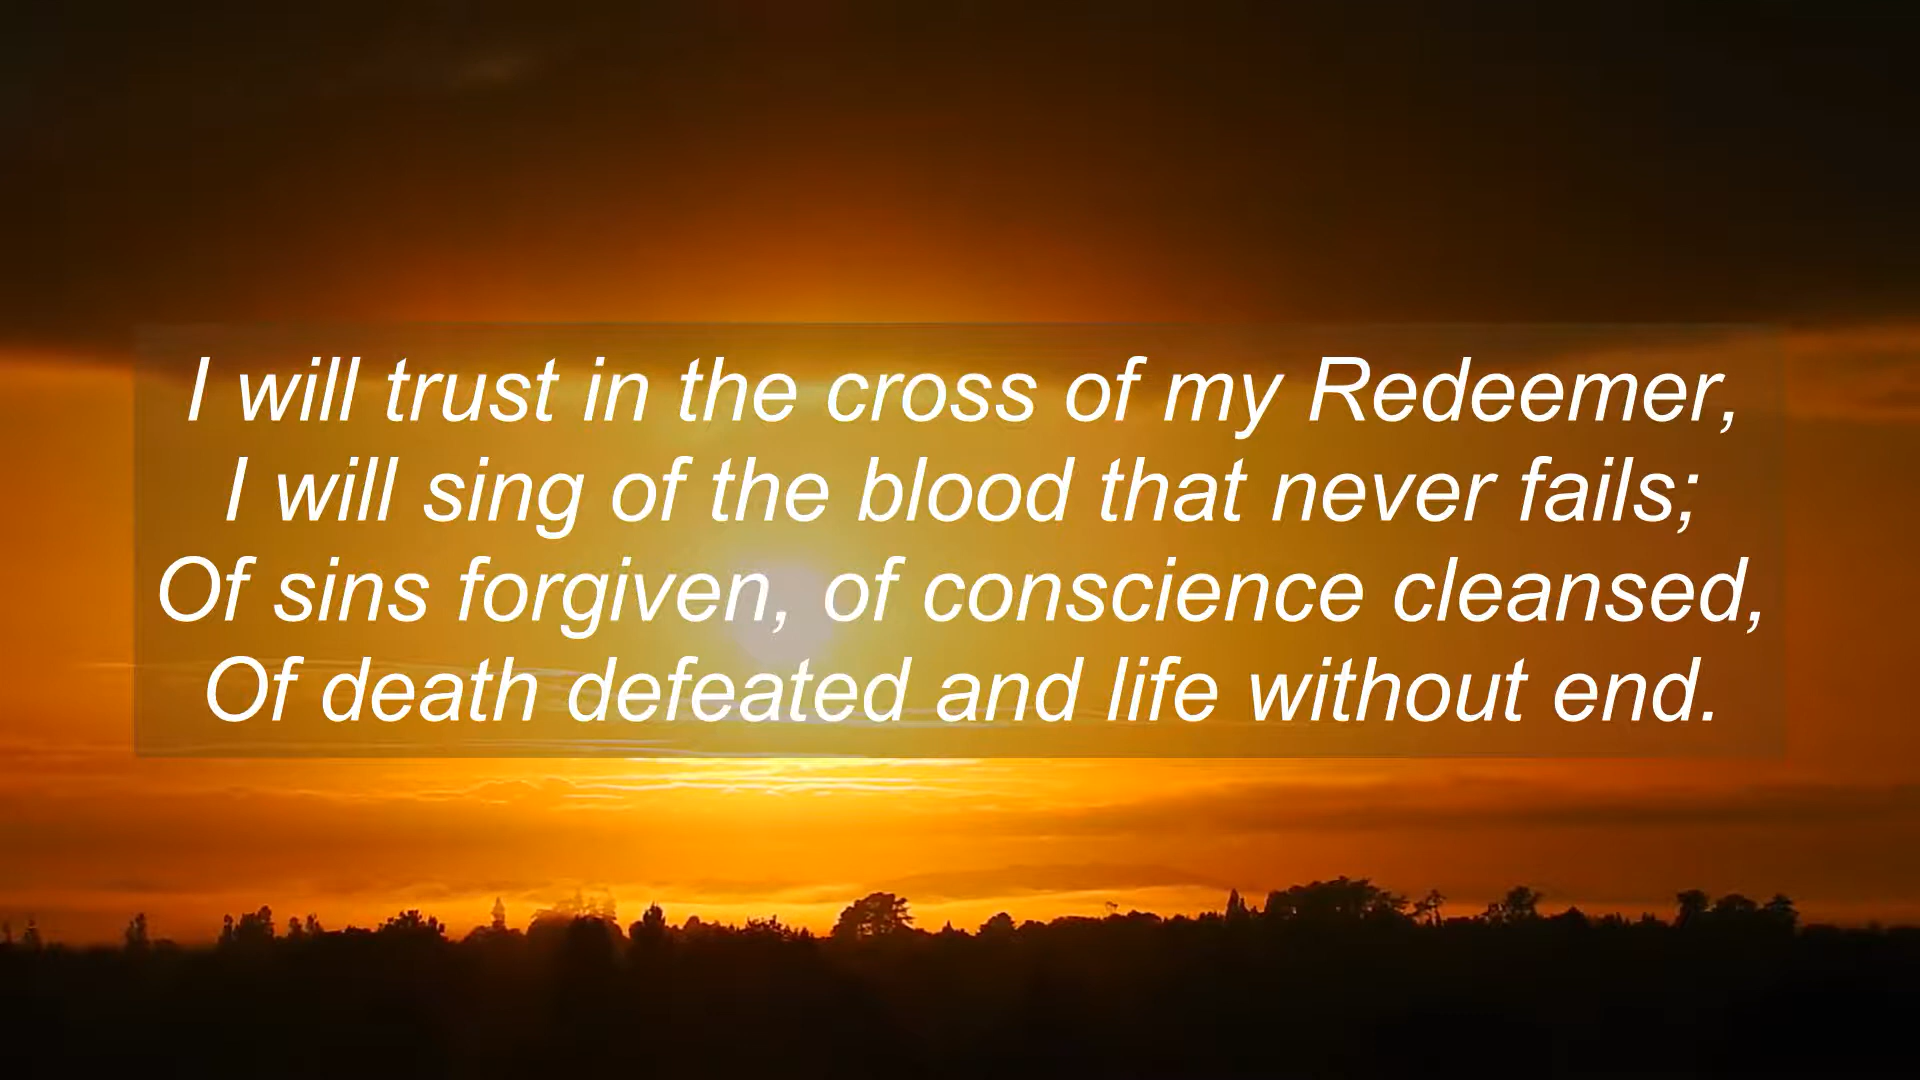 I will trust in the cross of my Redeemer,
I will sing of the blood that never fails;
Of sins forgiven, of conscience cleansed,
Of death defeated and life without end.